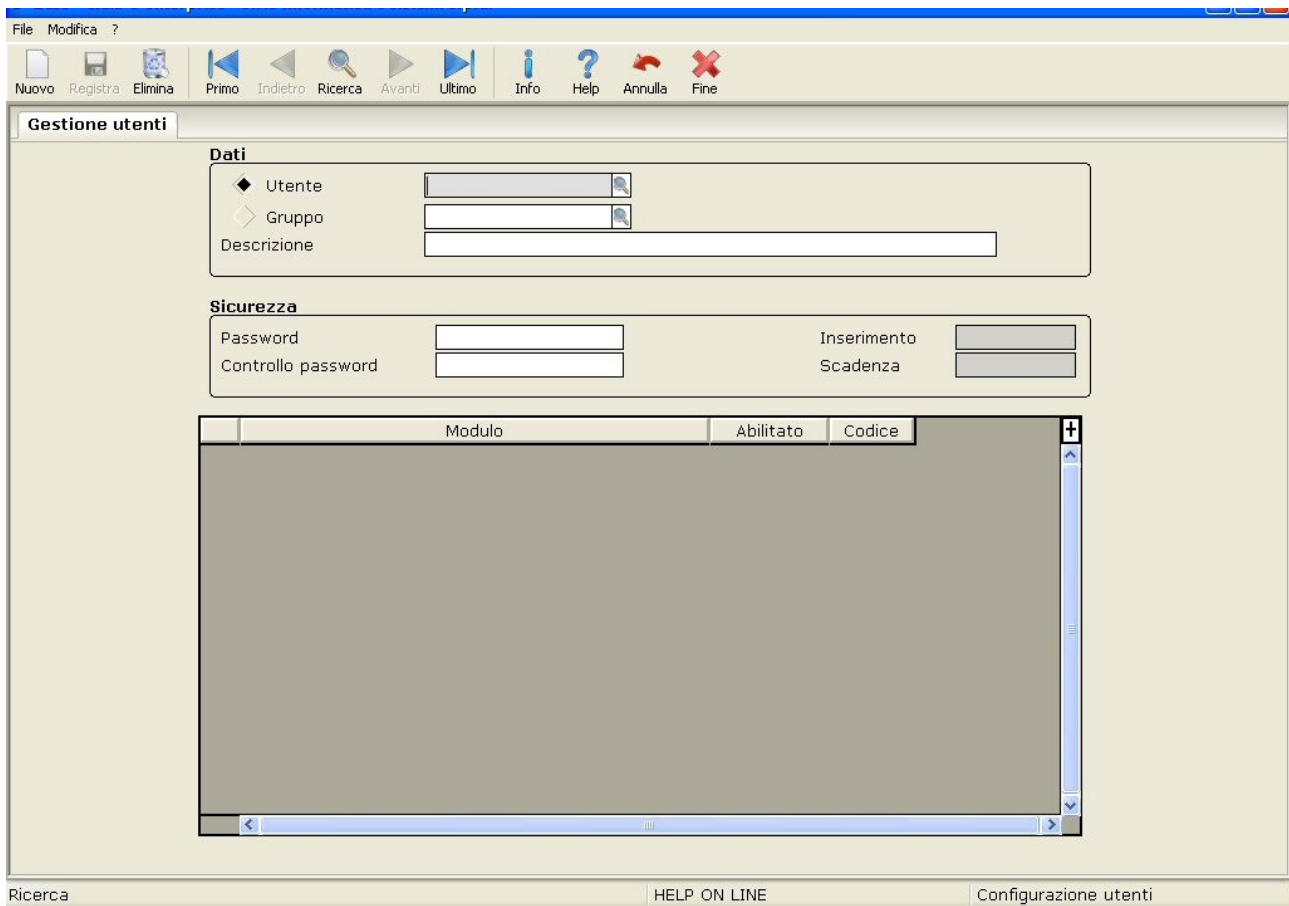 File Modifica ?
Nuovo Registra Elimina Primo Indietro Ricerca Avanti Ultimo Info Help Annulla Fine
Gestione utenti
Dati
Utente
Gruppo
Descrizione
Sicurezza
Password Inserimento
Controllo password Scadenza
Modulo Abilitato Codice
Ricerca HELP ON LINE Configurazione utenti